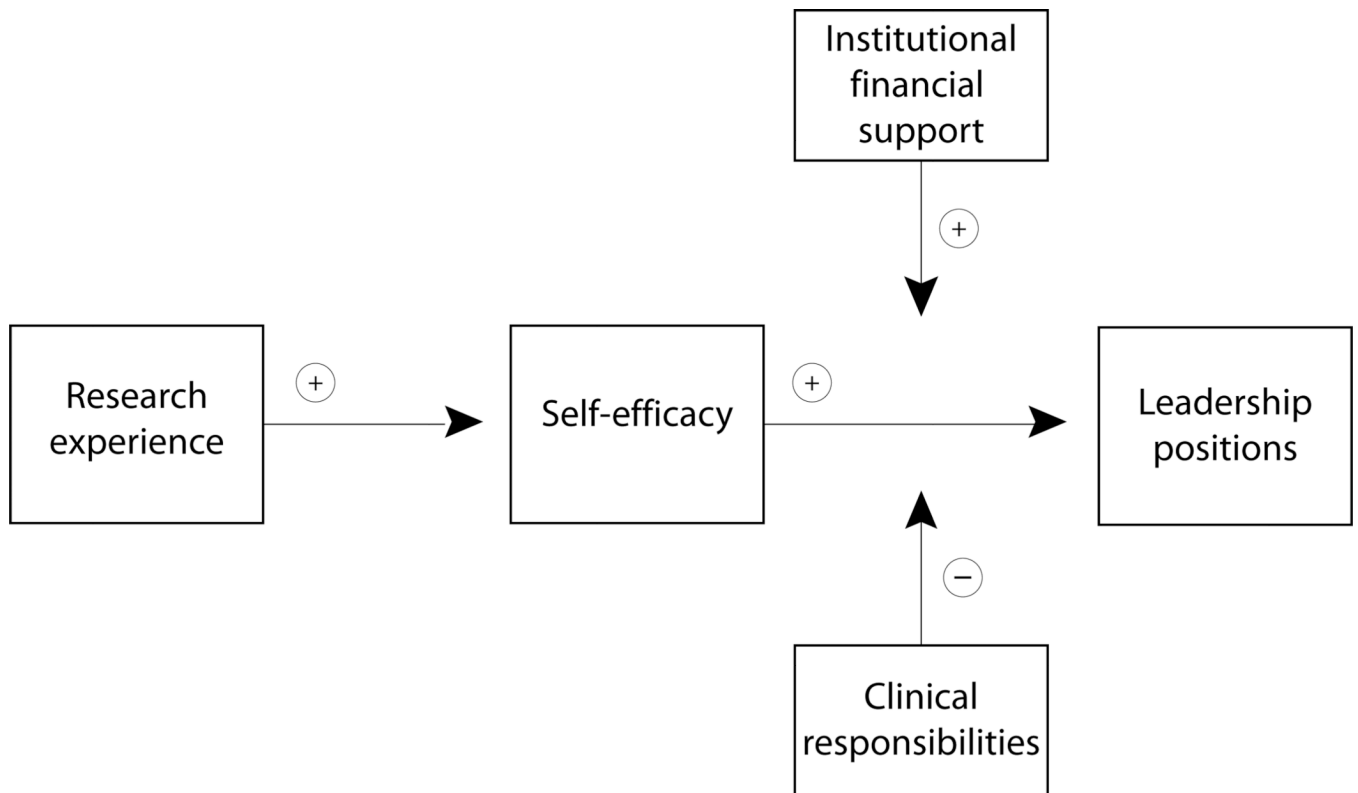 Institutional
financial
support
+
Research
experience
+
Self-efficacy
+
Leadership
positions
−
Clinical
responsibilities